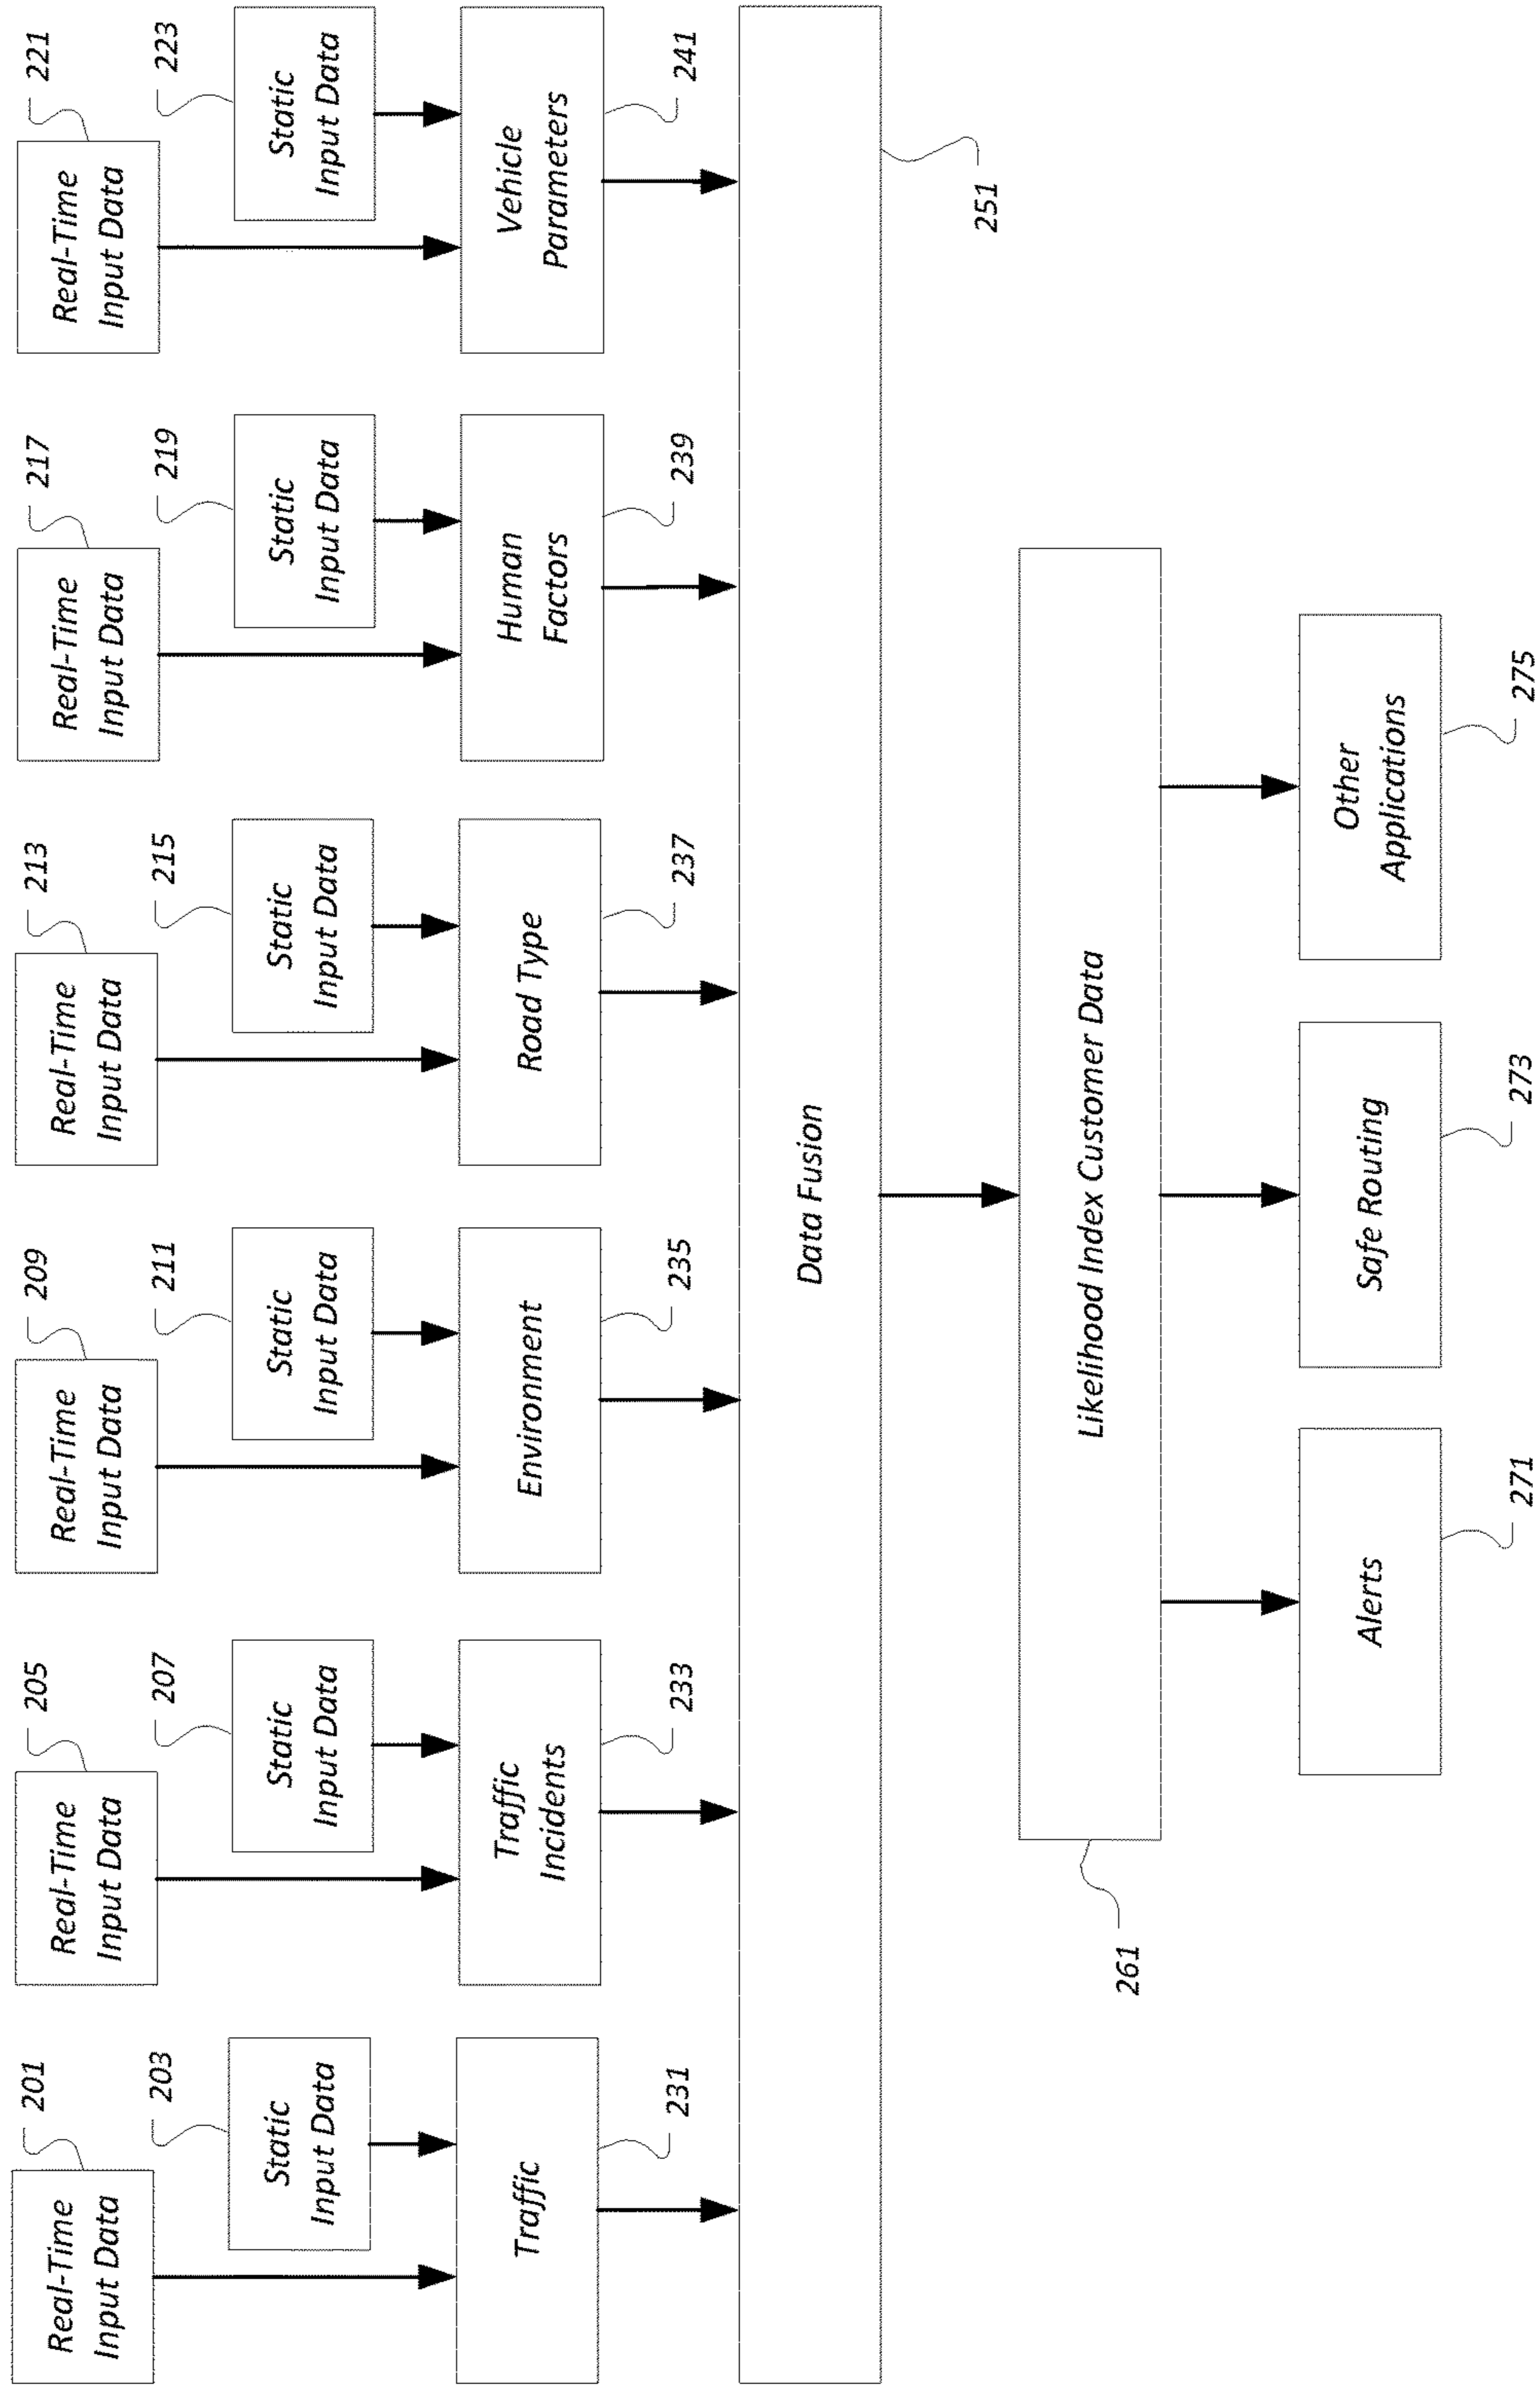 201
Real-Time
Input Data
203
Static
Input Data
Traffic
231
205
Real-Time
Input Data
207
Static
Input Data
Traffic
Incidents
233
209
Real-Time
Input Data
211
Static
Input Data
Environment
235
213
Real-Time
Input Data
215
Static
Input Data
Road Type
237
217
Real-Time
Input Data
219
Static
Input Data
Human
Factors
239
221
Real-Time
Input Data
223
Static
Input Data
Vehicle
Parameters
241
Data Fusion
251
Likelihood Index Customer Data
261
Alerts
271
Safe Routing
273
Other
Applications
275